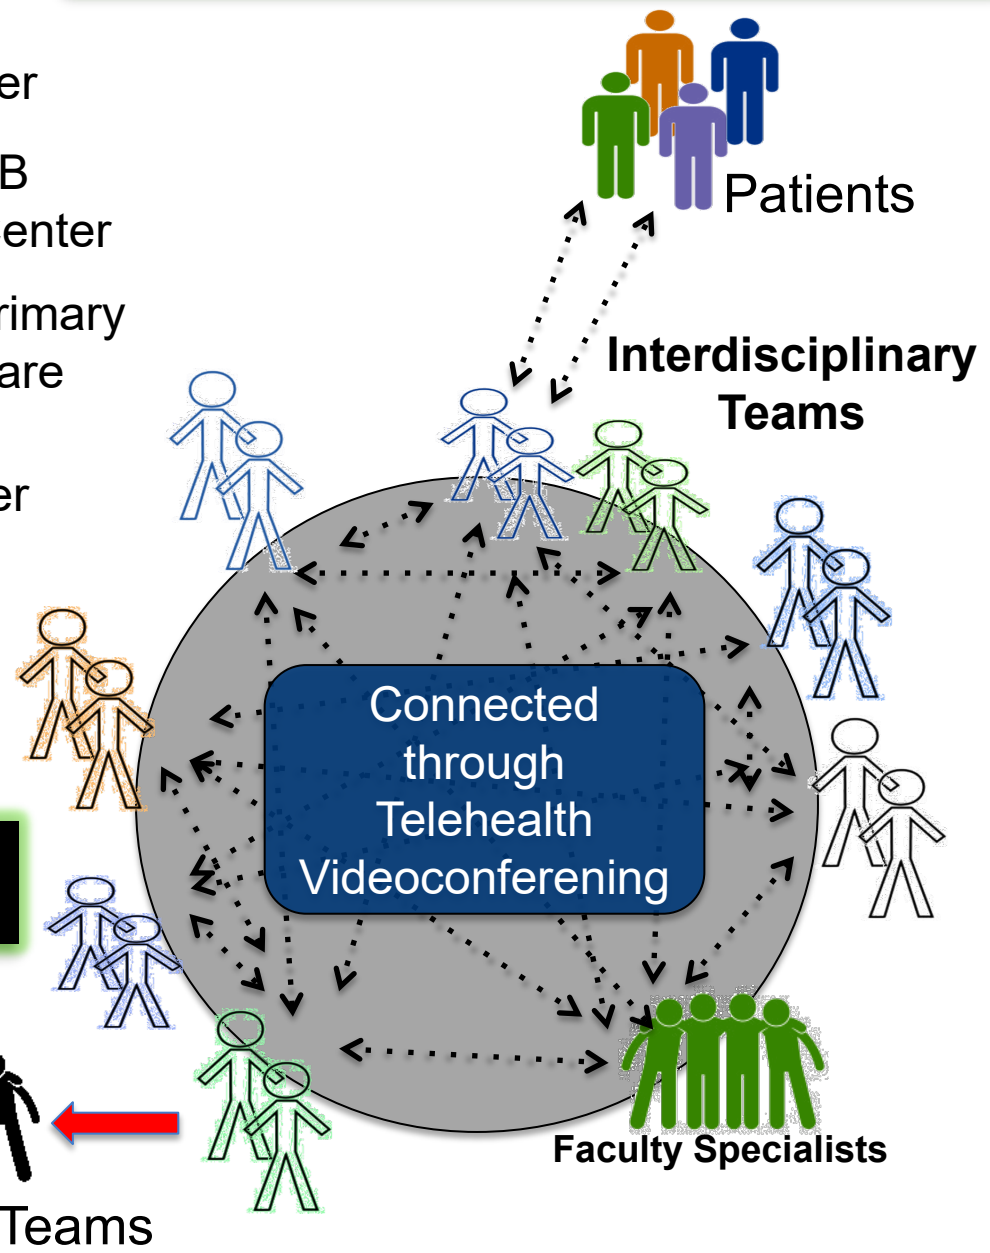 er
B
enter
rimary
are
er
Patients
Interdisciplinary
Teams
Connected
through
Telehealth
Videoconferening
Faculty Specialists
Teams